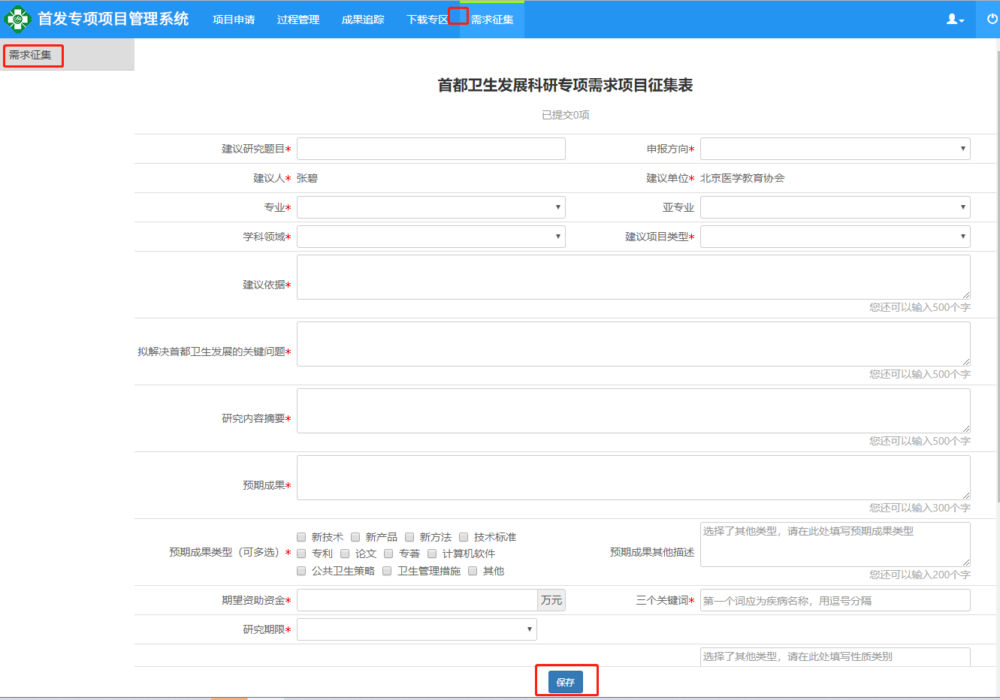 首发专项项目管理系统 项目申请 过程管理 成果追踪 下载专区 需求征集
需求征集
首都卫生发展科研专项需求项目征集表
已提交0项
建议研究题目* 申报方向*
建议人* 张碧 建议单位* 北京医学教育协会
专业* 亚专业
学科领域* 建议项目类型*
建议依据*
您还可以输入500个字
拟解决首都卫生发展的关键问题*
您还可以输入500个字
研究内容摘要*
您还可以输入500个字
预期成果*
您还可以输入300个字
预期成果类型（可多选）* 新技术 新产品 新方法 技术标准
专利 论文 专著 计算机软件
公共卫生策略 卫生管理措施 其他
预期成果其他描述 选择了其他类型，请在此处填写预期成果类型
您还可以输入200个字
期望资助资金* 万元 三个关键词* 第一个词应为疾病名称，用逗号分隔
研究期限*
选择了其他类型，请在此处填写性质类别
保存